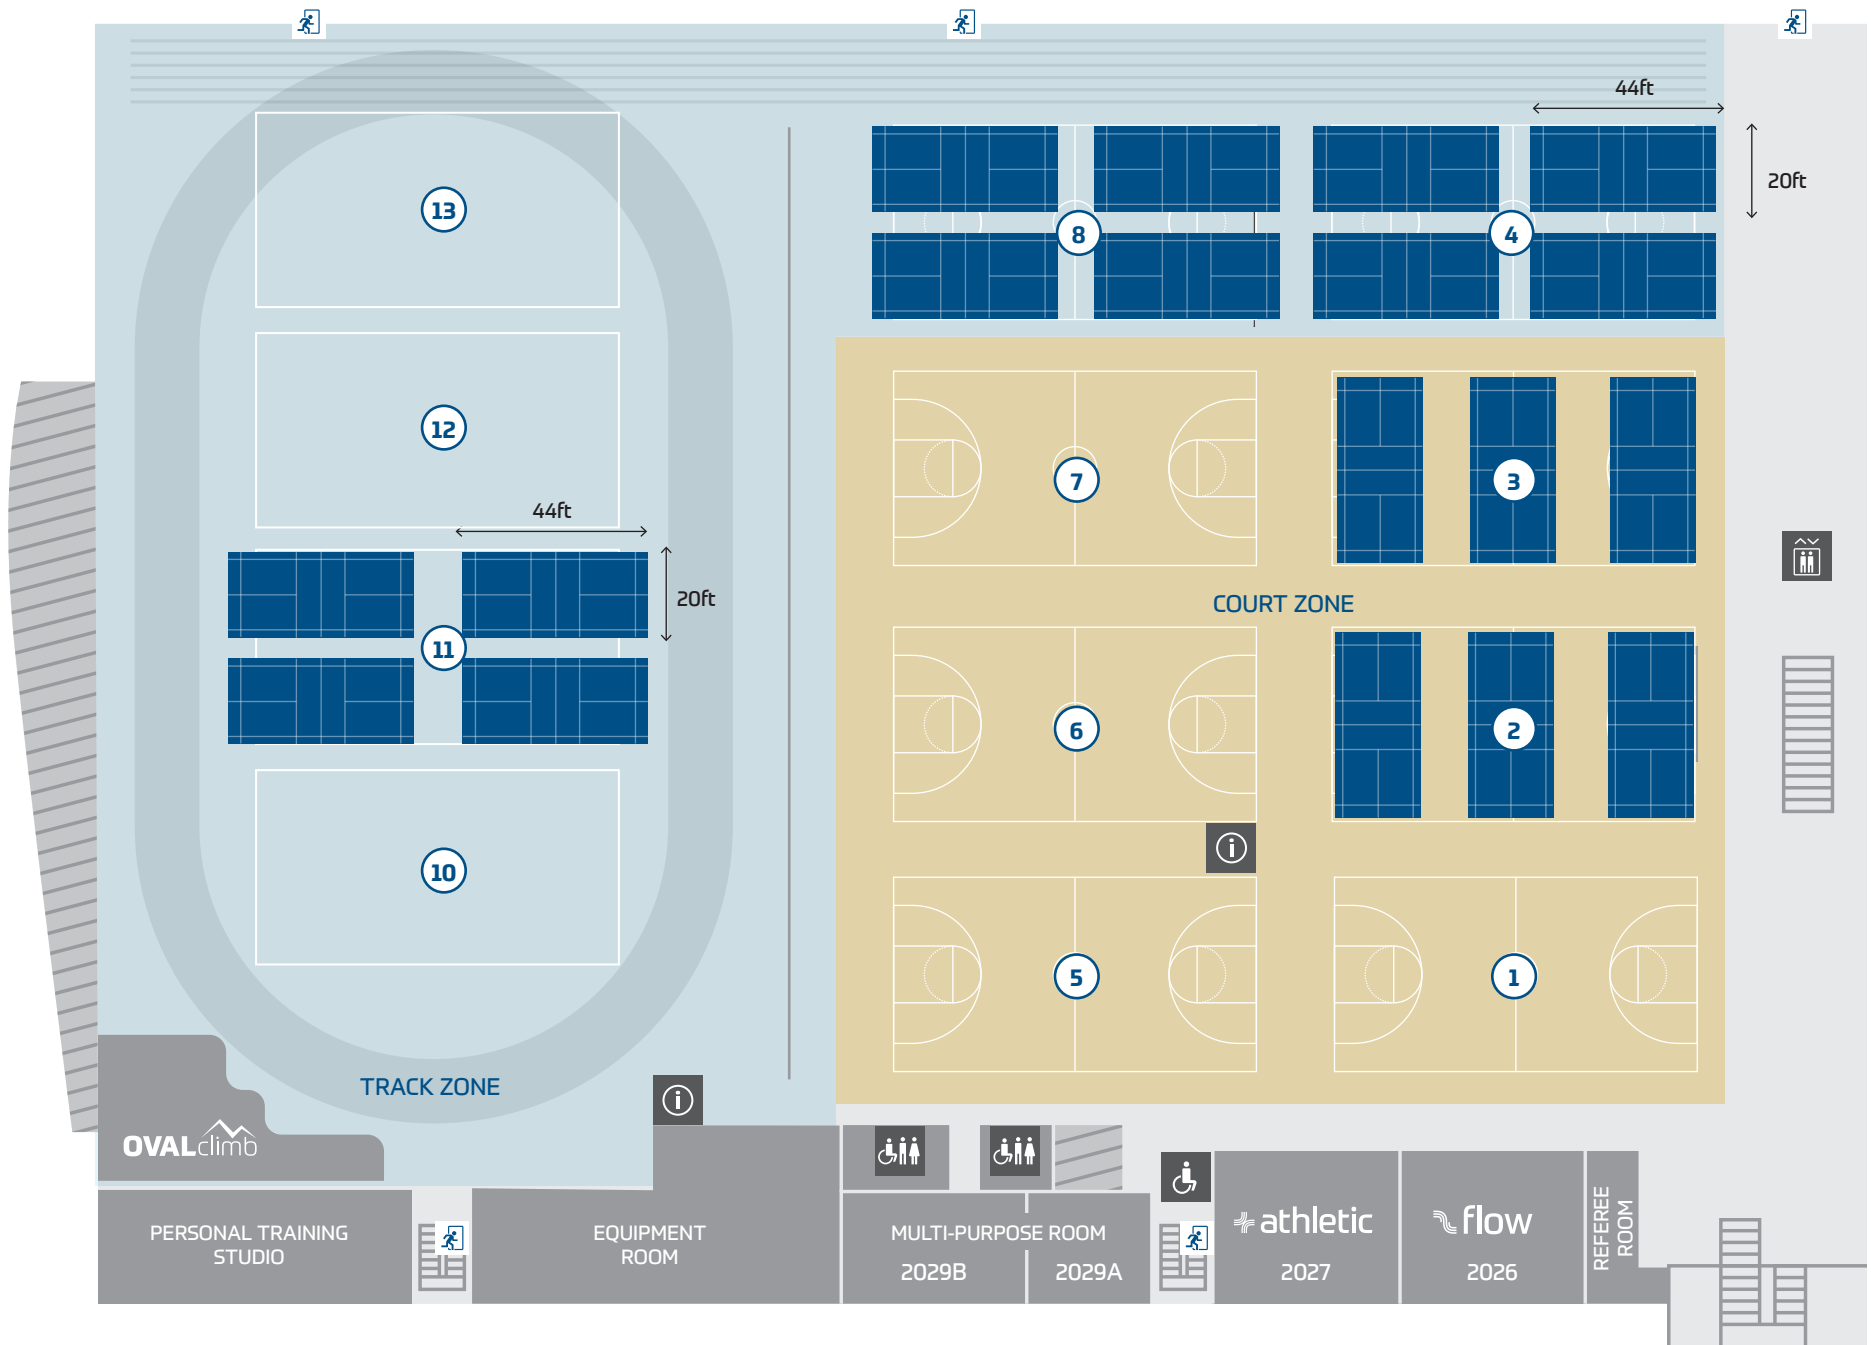 44ft
20ft
13
8
4
12
7
3
44ft
20ft
COURT ZONE
11
6
2
10
5
1
TRACK ZONE
OVALclimb
PERSONAL TRAINING
STUDIO
EQUIPMENT
ROOM
MULTI-PURPOSE ROOM
2029B
2029A
athletic
2027
flow
2026
REFEREE
ROOM